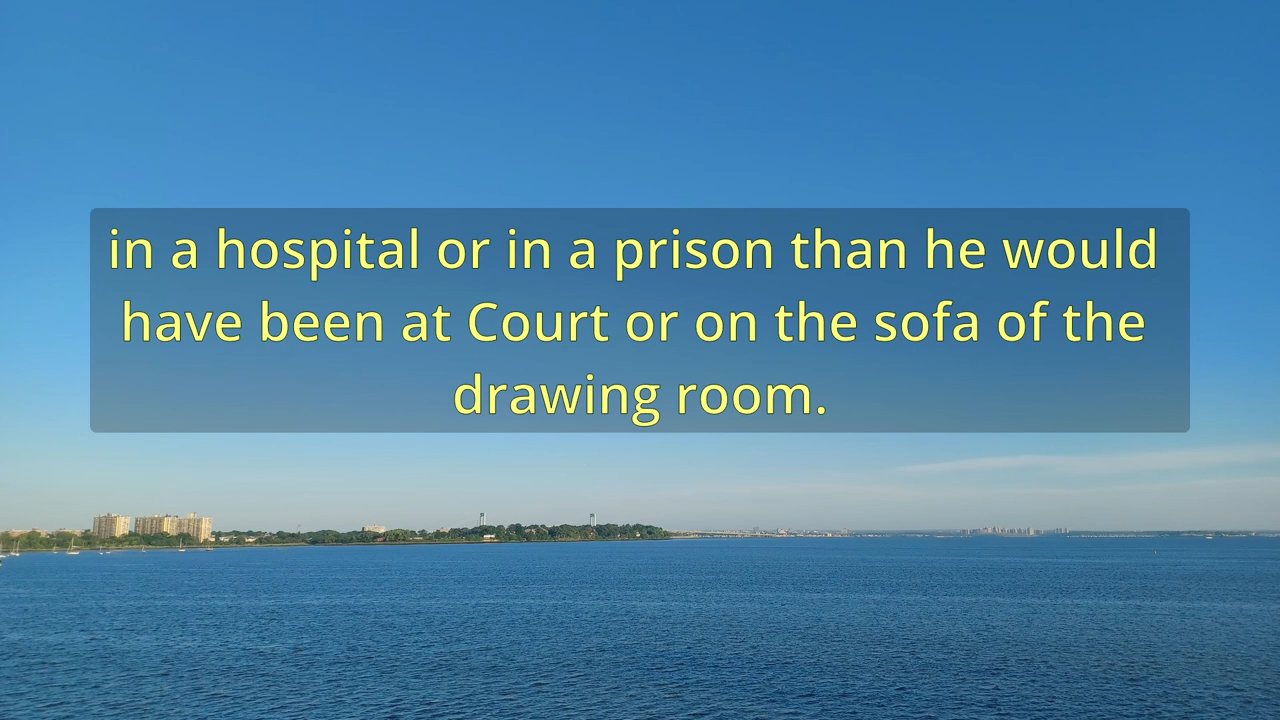 in a hospital or in a prison than he would
have been at Court or on the sofa of the
drawing room.